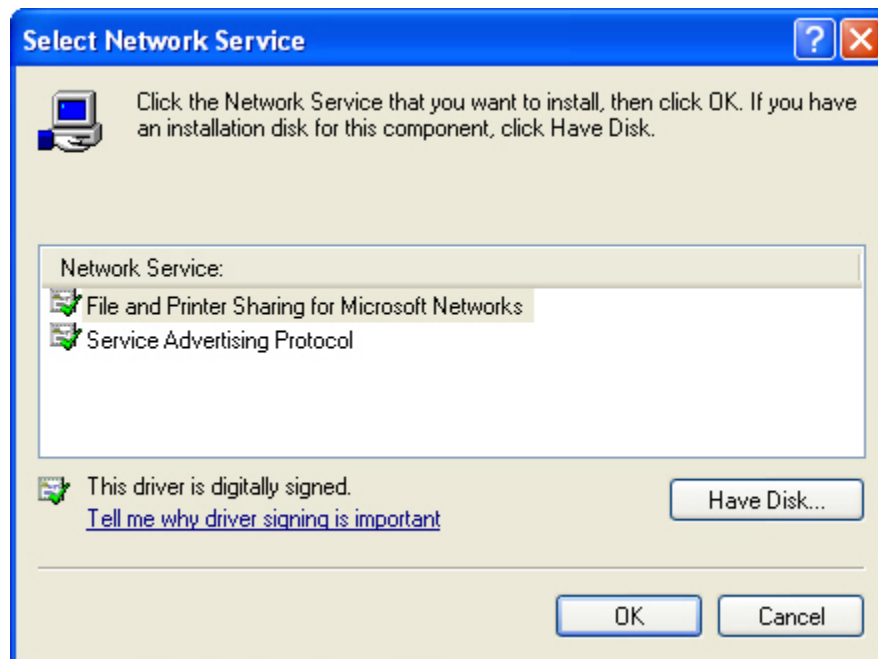 Select Network Service
Click the Network Service that you want to install, then click OK. If you have
an installation disk for this component, click Have Disk.
Network Service:
File and Printer Sharing for Microsoft Networks
Service Advertising Protocol
This driver is digitally signed.
Tell me why driver signing is important
Have Disk...
OK
Cancel